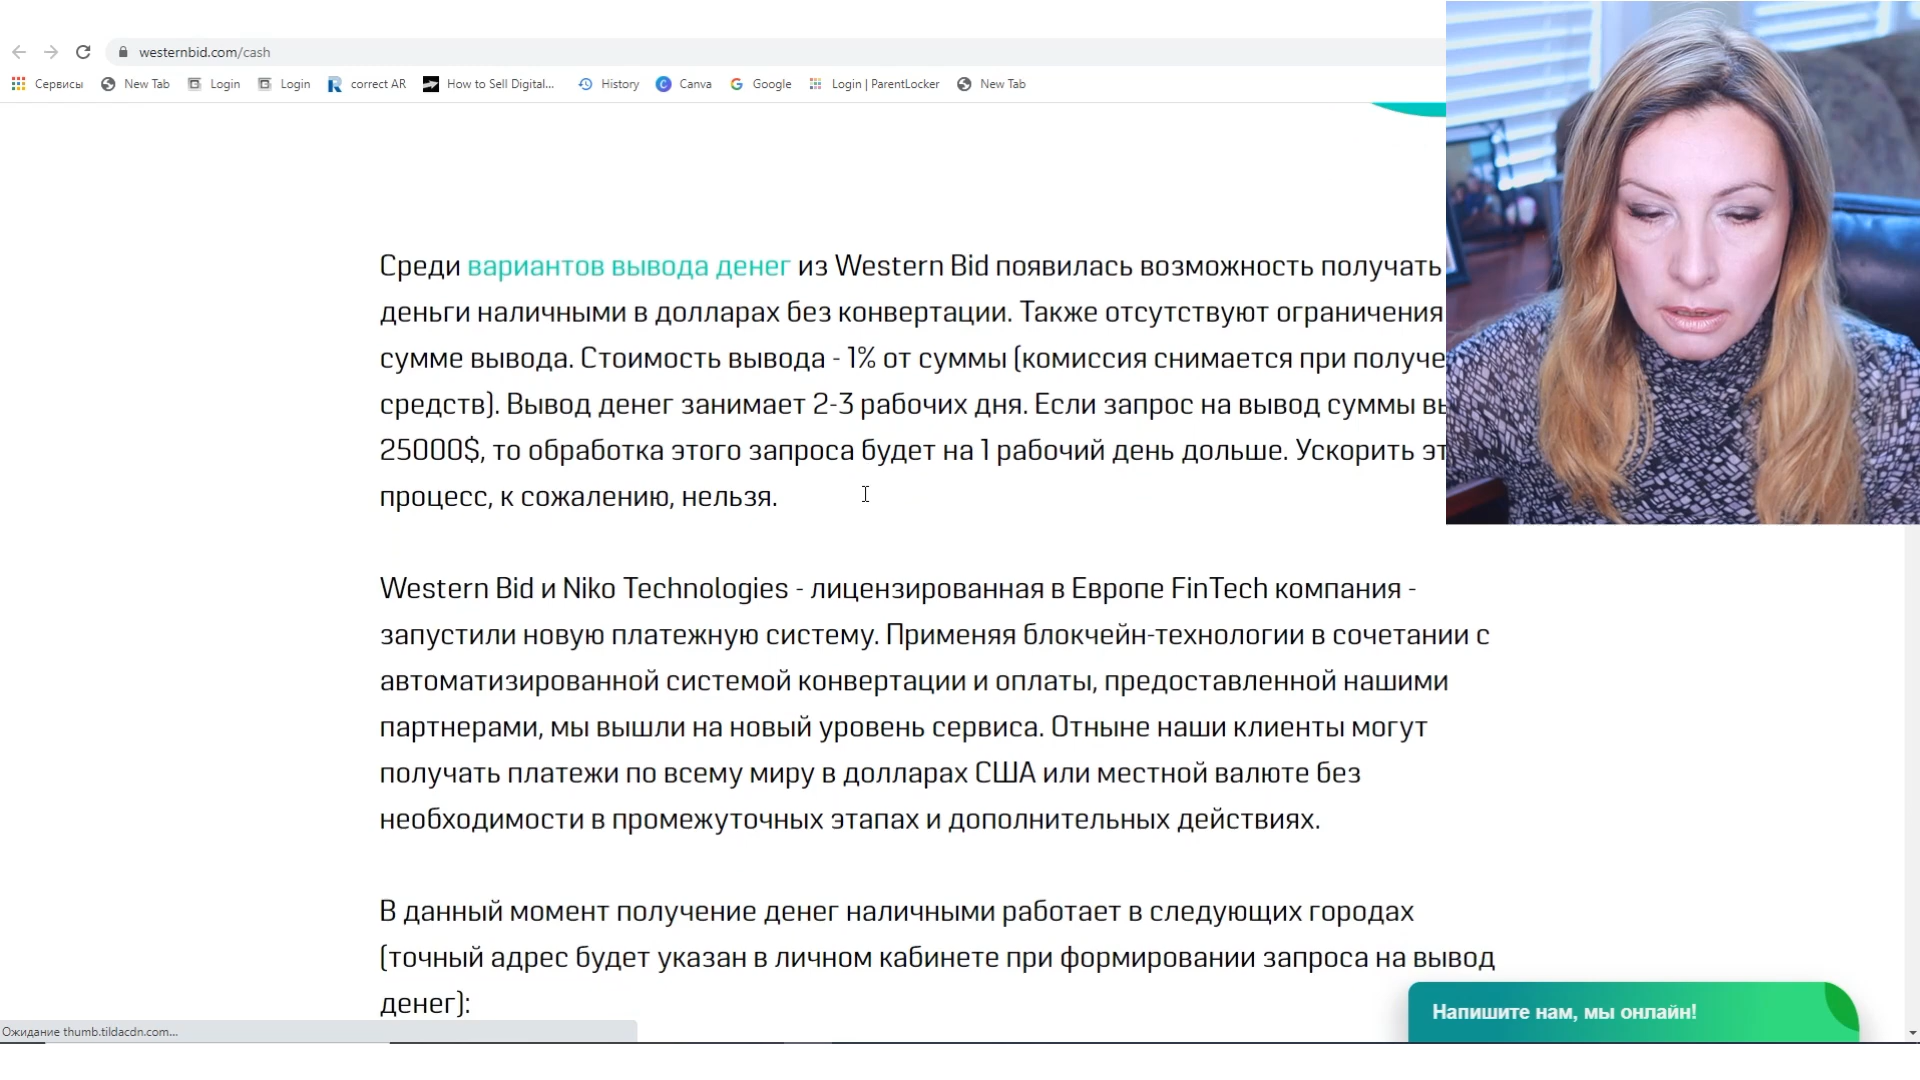 westernbid.com/cash
Сервисы New Tab Login Login correct AR How to Sell Digital... History Canva Google Login | ParentLocker New Tab
Среди вариантов вывода денег из Western Bid появилась возможность получать
деньги наличными в долларах без конвертации. Также отсутствуют ограничения
сумме вывода. Стоимость вывода - 1% от суммы (комиссия снимается при получе
средств). Вывод денег занимает 2-3 рабочих дня. Если запрос на вывод суммы
25000$, то обработка этого запроса будет на 1 рабочий день дольше. Ускорить
процесс, к сожалению, нельзя.
Western Bid и Niko Technologies - лицензированная в Европе FinTech компания -
запустили новую платежную систему. Применяя блокчейн-технологии в сочетании с
автоматизированной системой конвертации и оплаты, предоставленной нашими
партнерами, мы вышли на новый уровень сервиса. Отныне наши клиенты могут
получать платежи по всему миру в долларах США или местной валюте без
необходимости в промежуточных этапах и дополнительных действиях.
В данный момент получение денег наличными работает в следующих городах
(точный адрес будет указан в личном кабинете при формировании запроса на вывод
денег):
Напишите нам, мы онлайн!
Ожидание thumb.tildacdn.com...